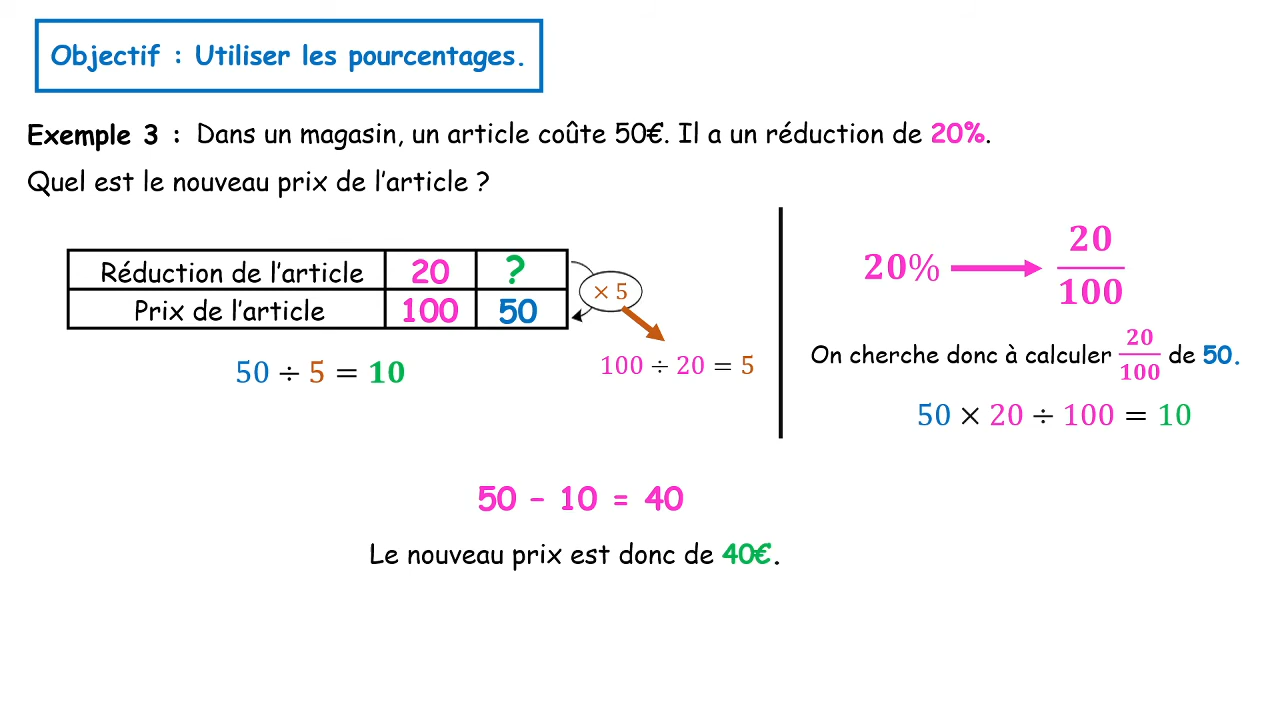 Objectif : Utiliser les pourcentages.
Exemple 3 : Dans un magasin, un article coûte 50€. Il a un réduction de 20%.
Quel est le nouveau prix de l’article ?
Réduction de l’article 20 ?
Prix de l’article 100 50
× 5
50 ÷ 5 = 10
100 ÷ 20 = 5
20% 20/100
On cherche donc à calculer 20/100 de 50.
50 × 20 ÷ 100 = 10
50 – 10 = 40
Le nouveau prix est donc de 40€.